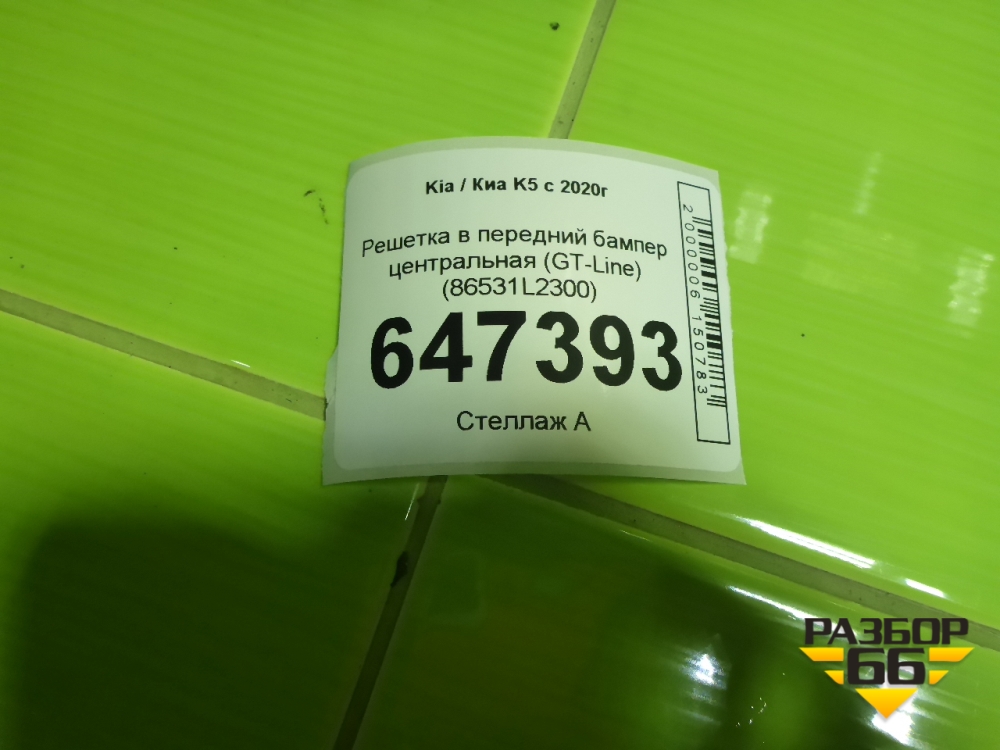 Kia / Киа K5 с 2020г
Решетка в передний бампер
центральная (GT-Line)
(86531L2300)
647393
Стеллаж А
2000006150783
РАЗБОР
66